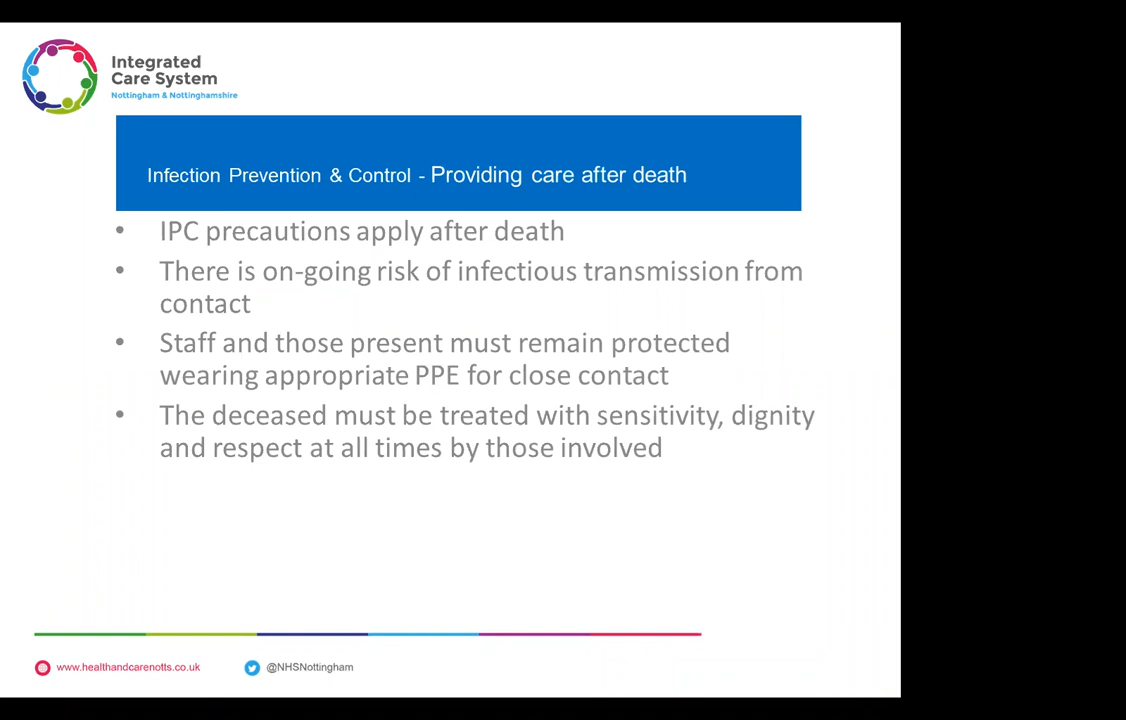 Integrated
Care System
Nottingham & Nottinghamshire
Infection Prevention & Control - Providing care after death
• IPC precautions apply after death
• There is on-going risk of infectious transmission from
contact
• Staff and those present must remain protected
wearing appropriate PPE for close contact
• The deceased must be treated with sensitivity, dignity
and respect at all times by those involved
www.healthandcarenotts.co.uk @NHSNottingham